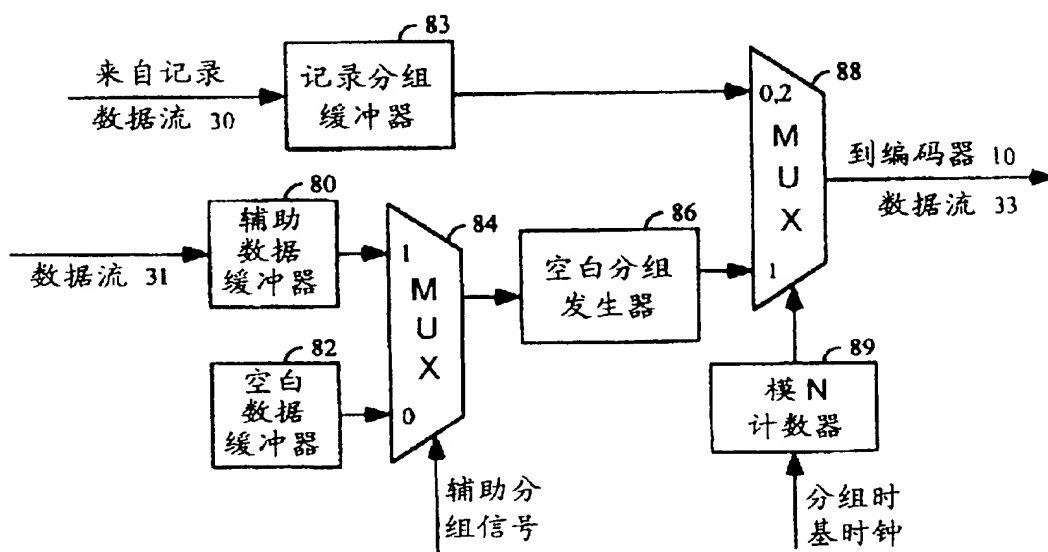 83
来自记录
数据流 30
记录分组
缓冲器
88
0,2
MUX
1
到编码器 10
数据流 33
80
辅助
数据
缓冲器
数据流 31
84
1
MUX
0
86
空白分组
发生器
82
空白
数据
缓冲器
89
模 N
计数器
辅助分
组信号
分组时
基时钟